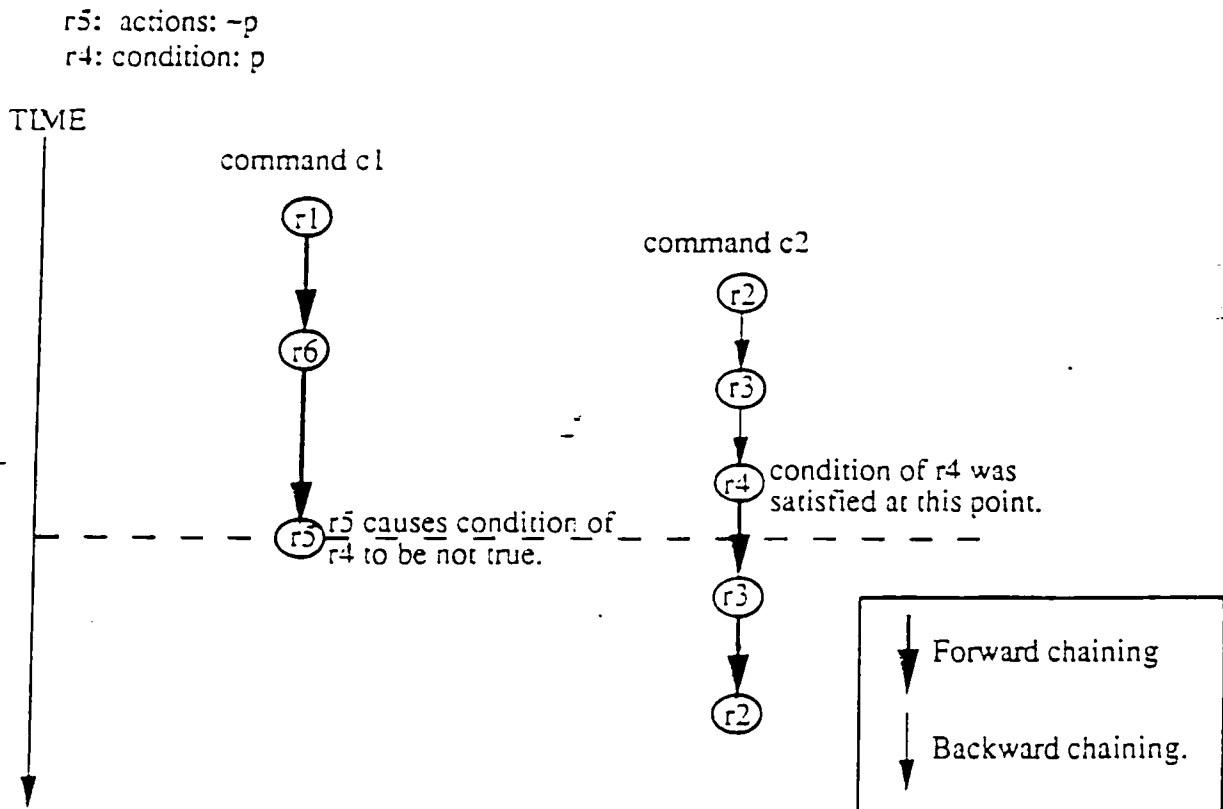 r5: actions: ~p
r4: condition: p
TIME
command c1
r1
command c2
r2
r6
r3
r4
condition of r4 was
satisfied at this point.
r5
r5 causes condition of
r4 to be not true.
r3
r2
Forward chaining
Backward chaining.